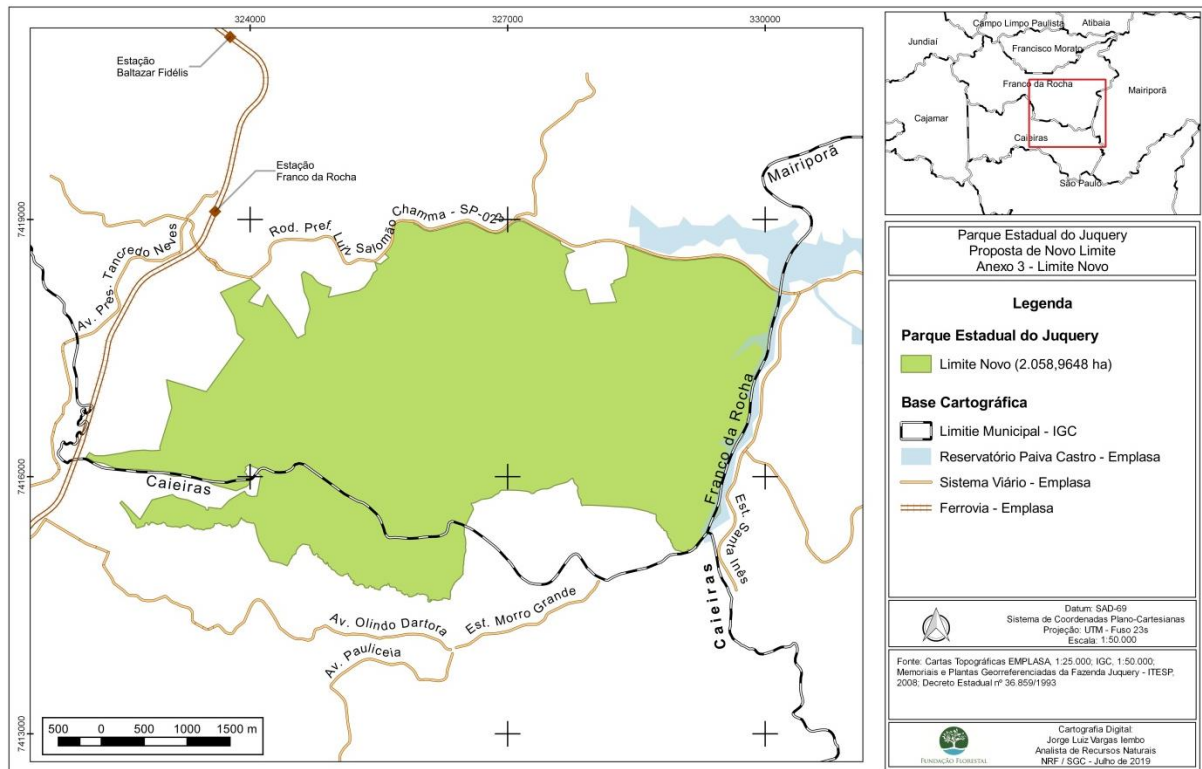 324000
327000
330000
7419000
7416000
7413000
Estação
Baltazar Fidélis
Estação
Franco da Rocha
Av. Pres. Tancredo Neves
Rod. Pref. Luiz Salomão Chamma - SP-023
Mairiporã
Franco da Rocha
Caieiras
Est. Santa Inês
Caieiras
Av. Olindo Dartora
Est. Morro Grande
Av. Pauliceia
500 0 500 1000 1500 m
Campo Limpo Paulista
Atibaia
Jundiaí
Francisco Morato
Franco da Rocha
Mairiporã
Cajamar
Caieiras
São Paulo
Parque Estadual do Juquery
Proposta de Novo Limite
Anexo 3 - Limite Novo
Legenda
Parque Estadual do Juquery
Limite Novo (2.058,9648 ha)
Base Cartográfica
Limitie Municipal - IGC
Reservatório Paiva Castro - Emplasa
Sistema Viário - Emplasa
Ferrovia - Emplasa
Datum: SAD-69
Sistema de Coordenadas Plano-Cartesianas
Projeção: UTM - Fuso 23s
Escala: 1:50.000
Fonte: Cartas Topográficas EMPLASA, 1:25.000; IGC, 1:50.000;
Memoriais e Plantas Georreferenciadas da Fazenda Juquery - ITESP,
2008; Decreto Estadual nº 36.859/1993
FUNDAÇÃO FLORESTAL
Cartografia Digital:
Jorge Luiz Vargas Iembo
Analista de Recursos Naturais
NRF / SGC - Julho de 2019